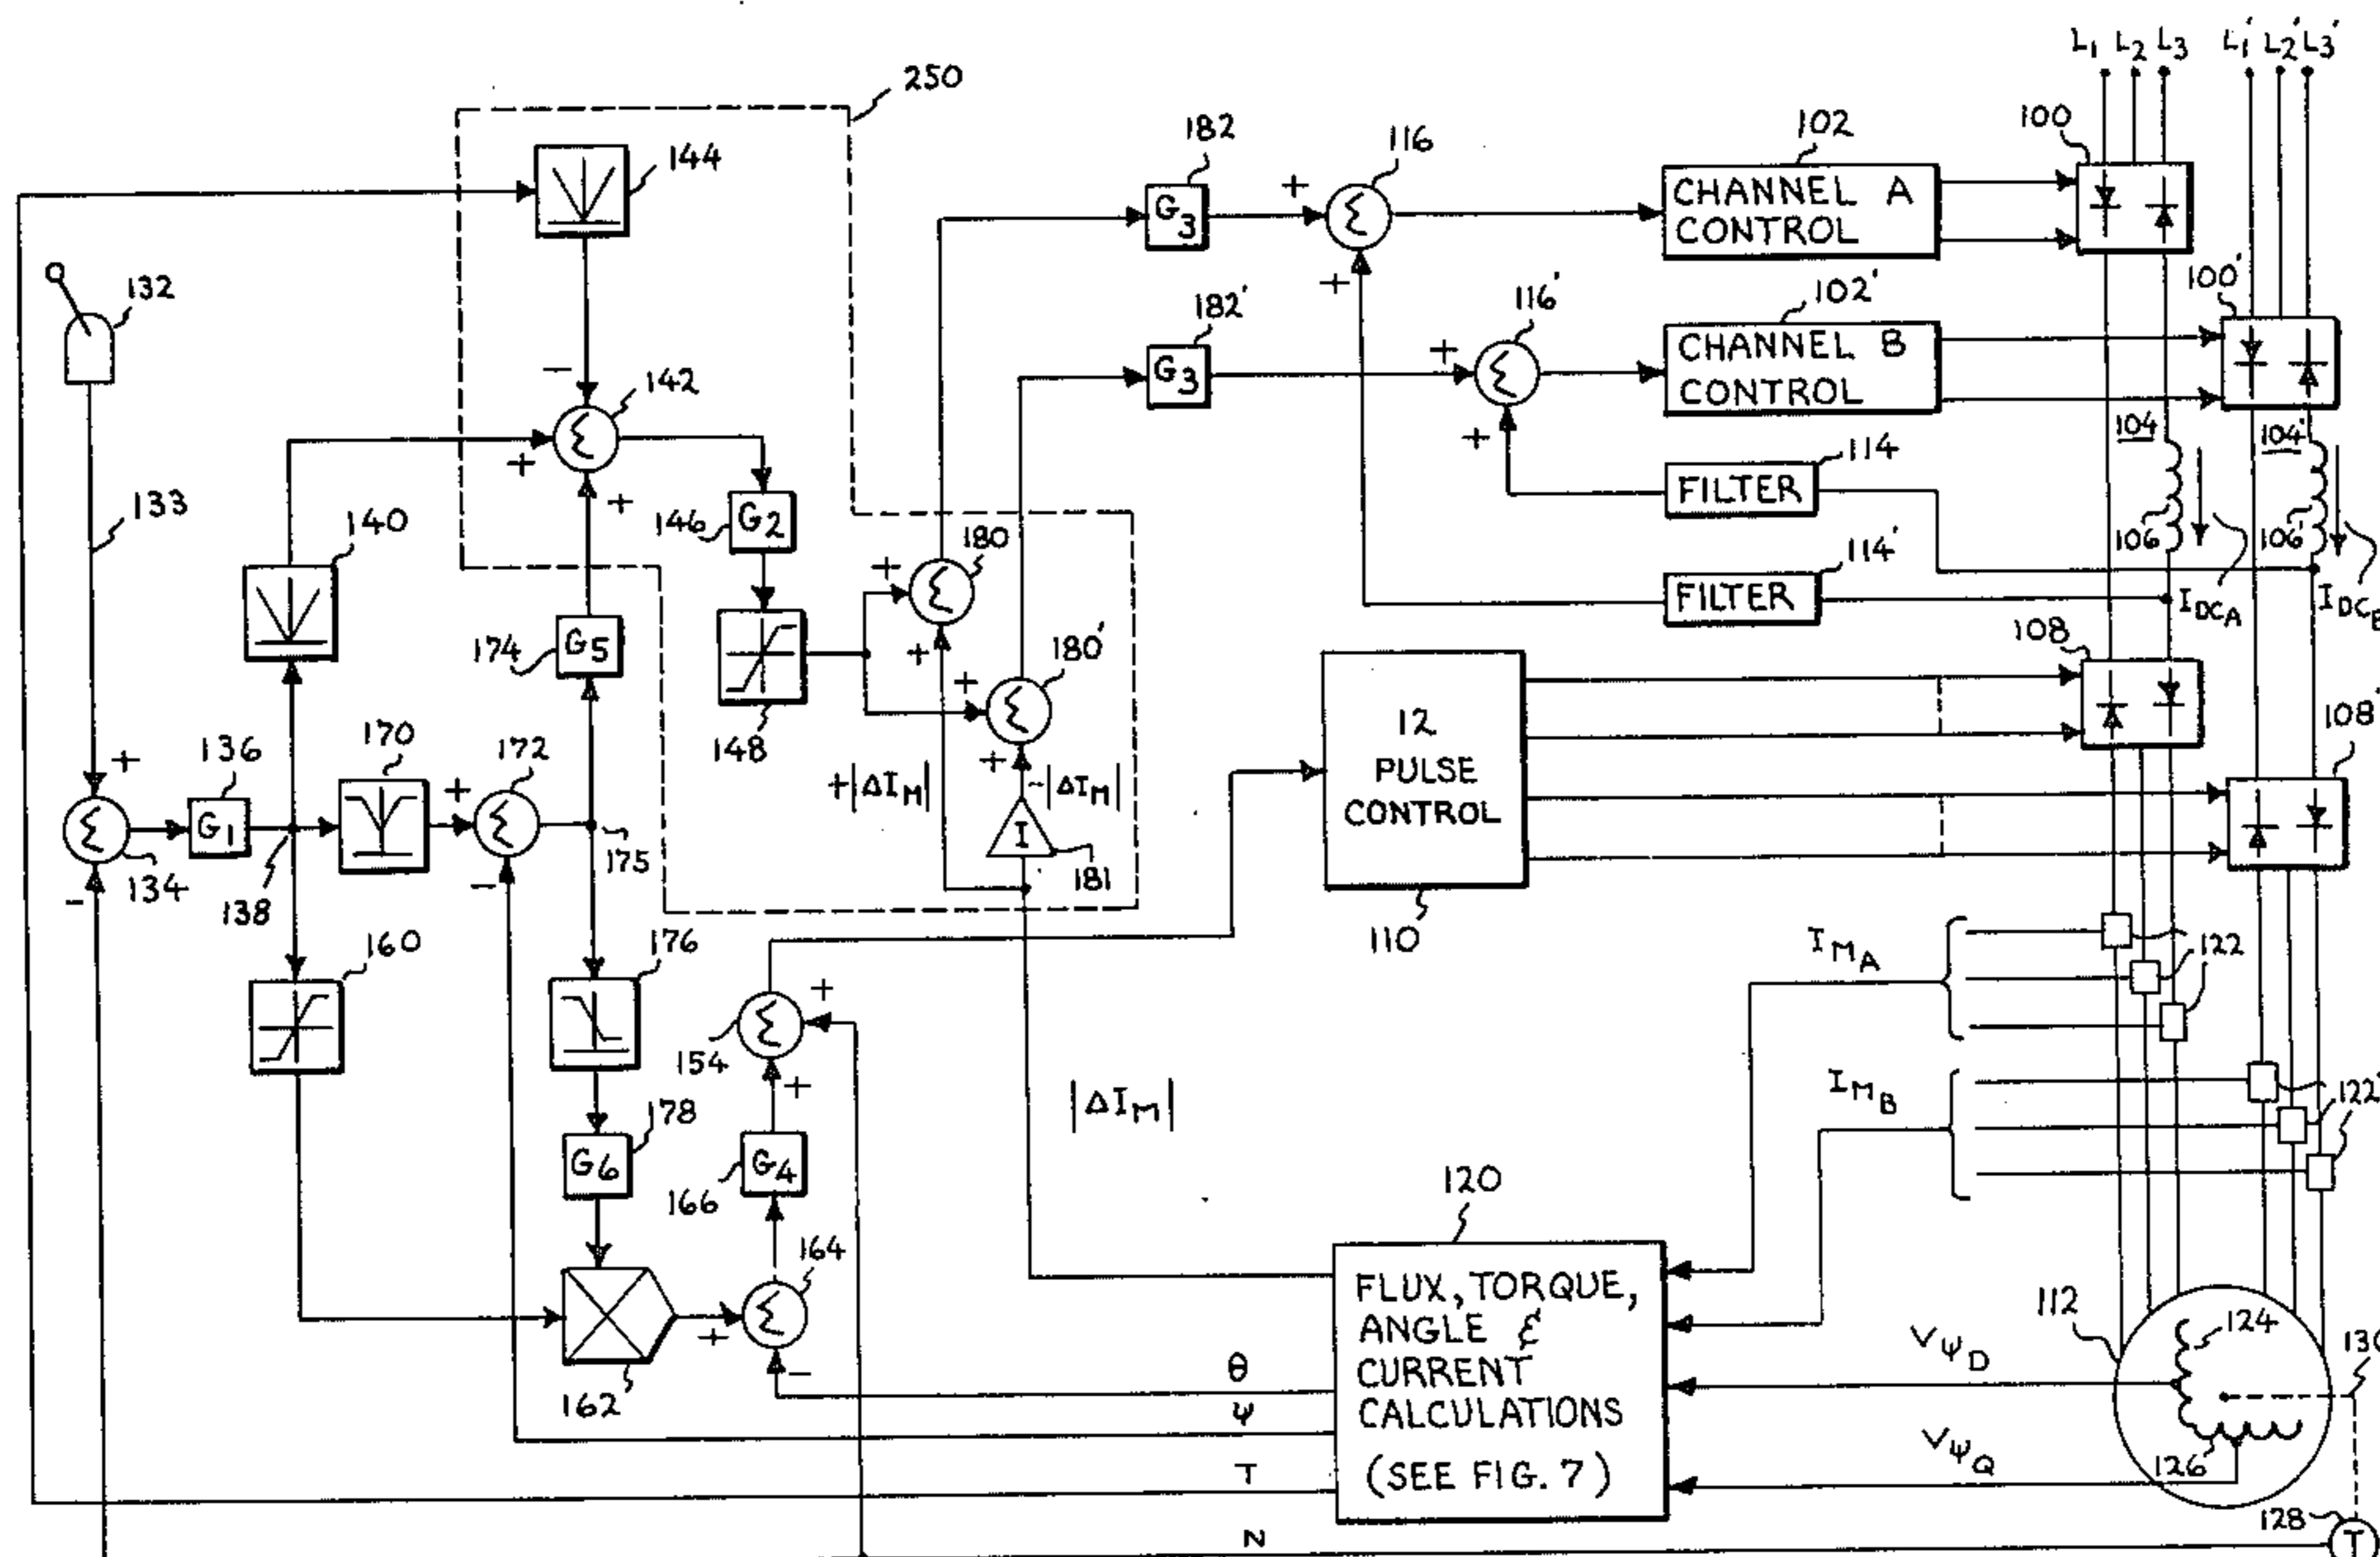 L1 L2 L3 L1' L2' L3'
250
144
182
116
102
100
G3
+
Σ
CHANNEL A
CONTROL
+
132
182'
116'
102'
100'
-
142
G3
+
Σ
CHANNEL B
CONTROL
Σ
+
+
+
104
104'
114
FILTER
133
140
146
G2
180
106
106'
114'
FILTER
IDCA
IDCB
+
Σ
+
174
G5
180'
108
+
Σ
148
+
12
PULSE
CONTROL
108'
+|ΔIM|
-|ΔIM|
I
181
110
136
170
172
+
+
Σ
G1
Σ
175
-
134
138
-
160
176
IMA
122
+
Σ
154
+
IMB
122'
|ΔIM|
178
G6
166
G4
120
164
Σ
+
-
162
FLUX, TORQUE,
ANGLE &
CURRENT
CALCULATIONS
(SEE FIG. 7)
θ
Ψ
T
N
112
124
VΨD
VΨQ
126
128
T